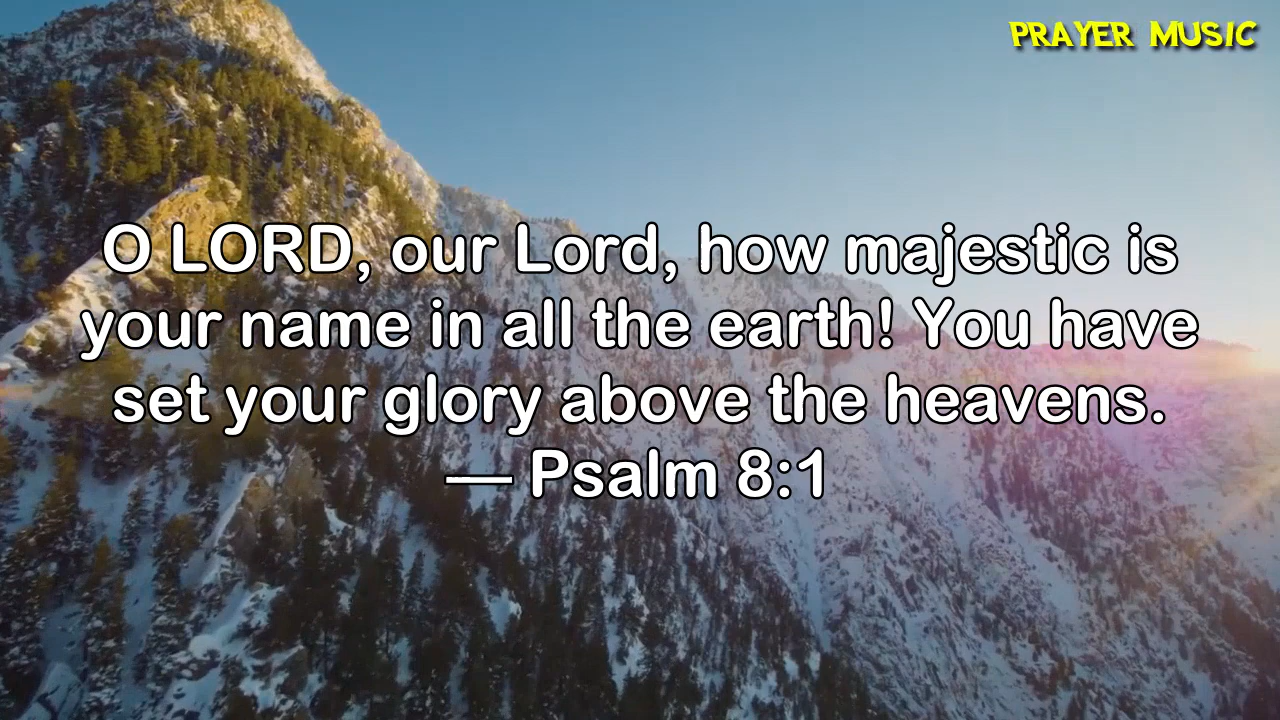 PRAYER MUSIC
O LORD, our Lord, how majestic is
your name in all the earth! You have
set your glory above the heavens.
— Psalm 8:1